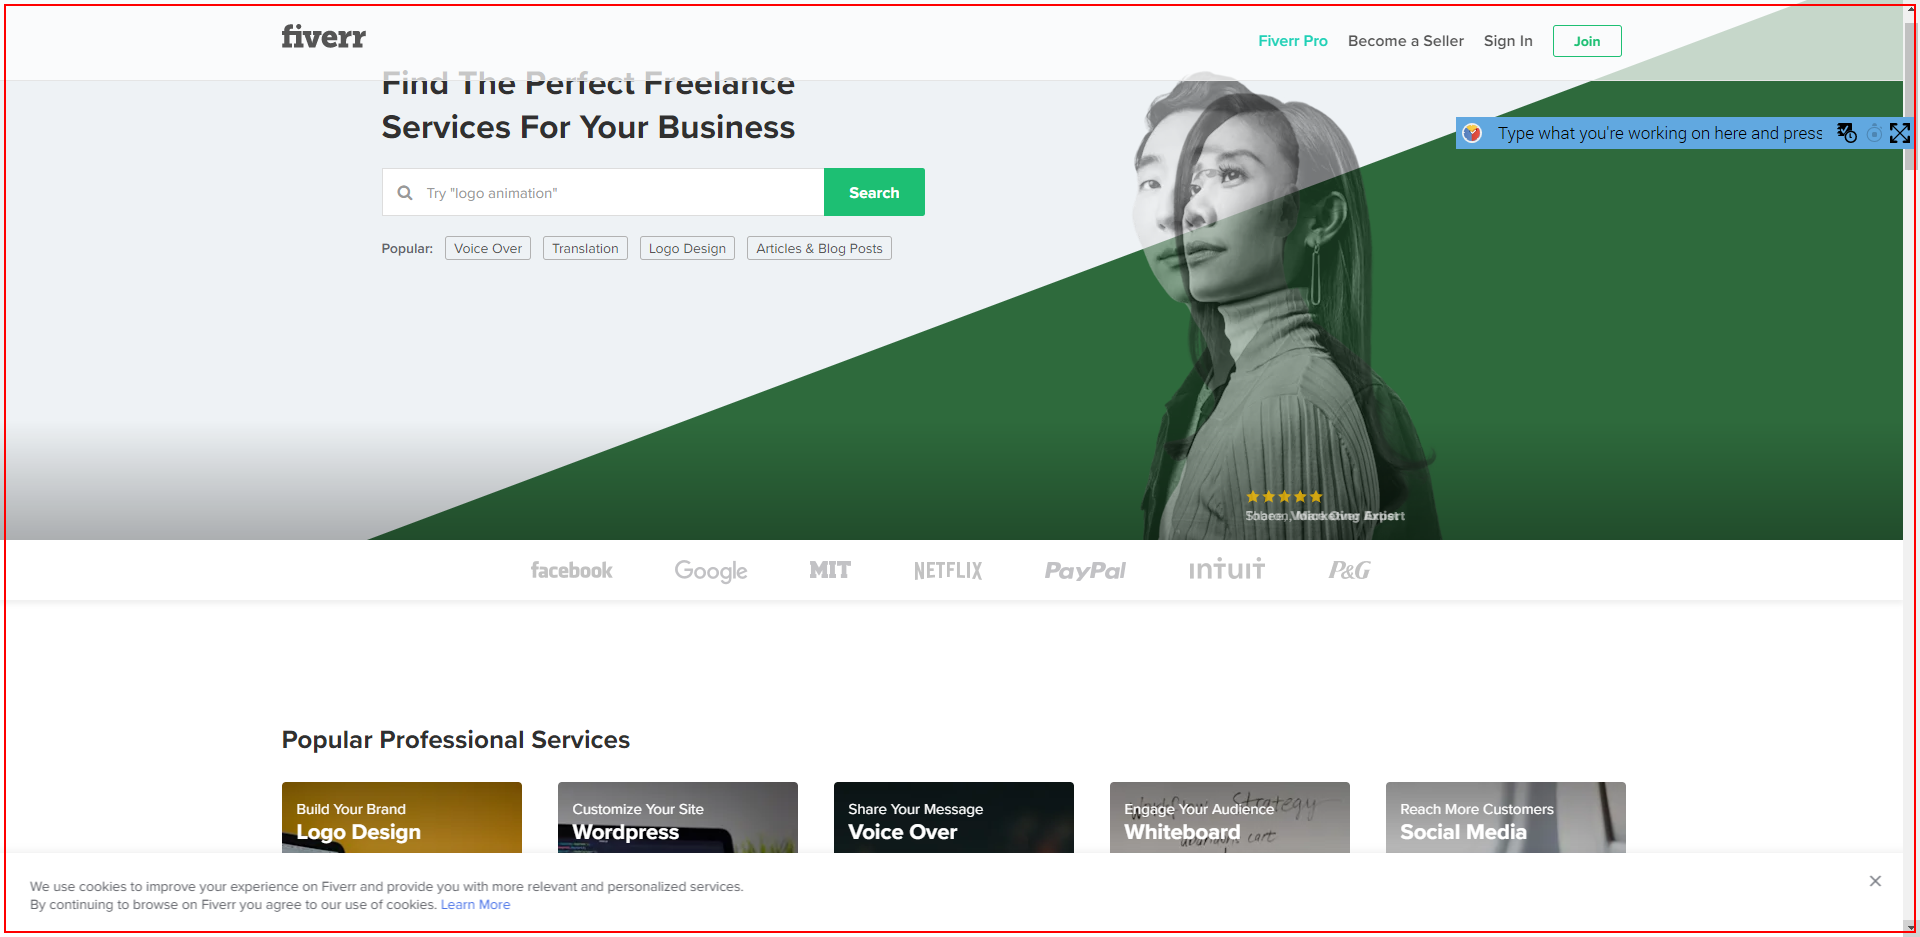 fiverr
Fiverr Pro
Become a Seller
Sign In
Join
Find The Perfect Freelance
Services For Your Business
Type what you're working on here and press
Try "logo animation"
Search
Popular:
Voice Over
Translation
Logo Design
Articles & Blog Posts
facebook
Google
MIT
NETFLIX
PayPal
intuit
P&G
Popular Professional Services
Build Your Brand
Logo Design
Customize Your Site
Wordpress
Share Your Message
Voice Over
Engage Your Audience
Whiteboard
Reach More Customers
Social Media
We use cookies to improve your experience on Fiverr and provide you with more relevant and personalized services.
By continuing to browse on Fiverr you agree to our use of cookies. Learn More